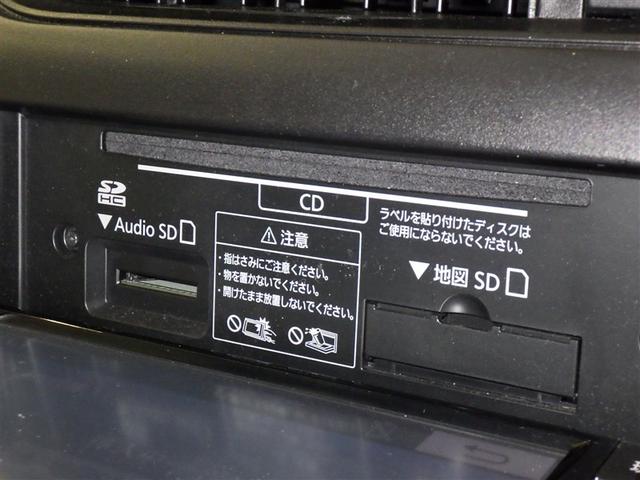 SD
HC
▼Audio SD
CD
ラベルを貼り付けたディスクは
ご使用にならないでください。
⚠注意
・指はさみにご注意ください。
・物を置かないでください。
・開けたまま放置しないでください。
▼地図 SD